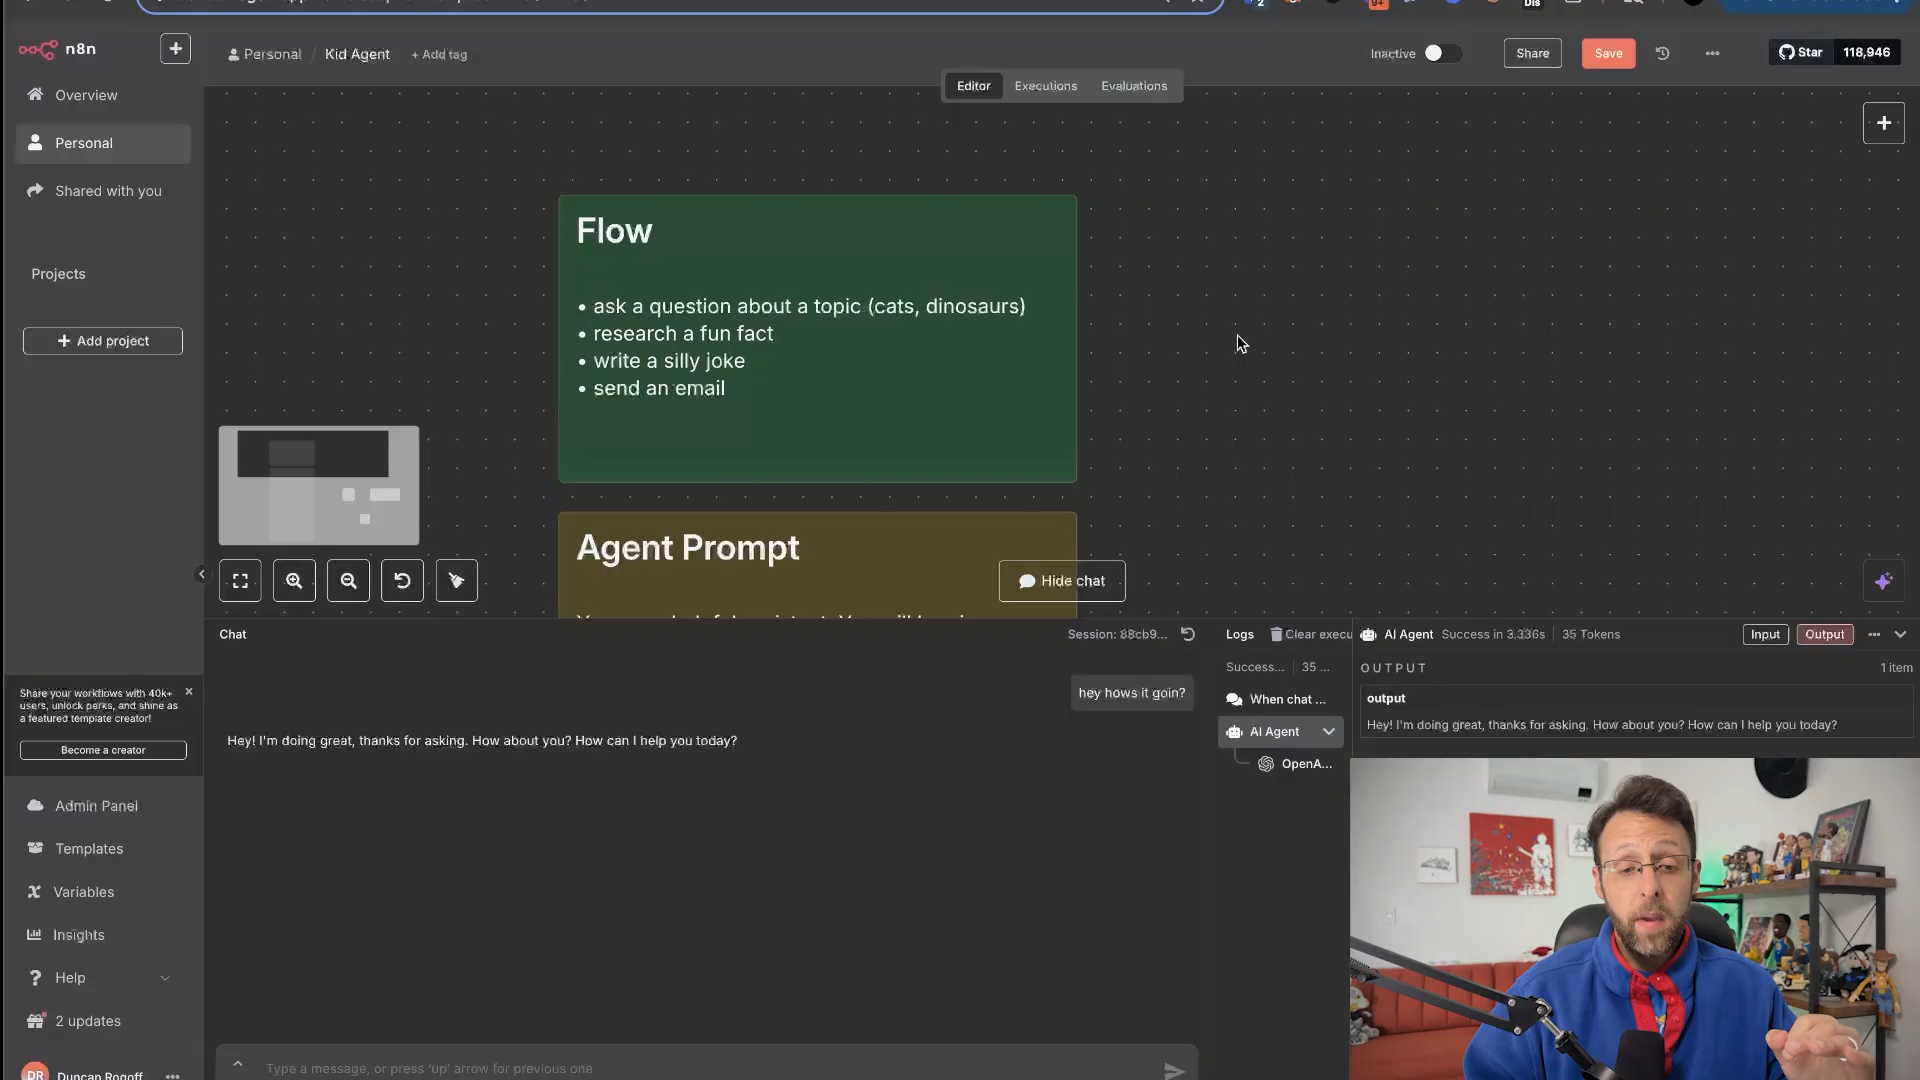 n8n
Personal / Kid Agent + Add tag
Inactive
Share
Save
Star 118,946
Editor Executions Evaluations
Overview
Personal
Shared with you
Projects
+ Add project
Flow
• ask a question about a topic (cats, dinosaurs)
• research a fun fact
• write a silly joke
• send an email
Agent Prompt
Hide chat
Share your workflows with 40k+
users, unlock perks, and shine as
a featured template creator!
Become a creator
Admin Panel
Templates
Variables
Insights
Help
2 updates
DR Duncan Rogoff
Chat
hey hows it goin?
Hey! I'm doing great, thanks for asking. How about you? How can I help you today?
Type a message, or press 'up' arrow for previous one
Logs Clear execu
Success... 35 ...
When chat ...
AI Agent
OpenA...
AI Agent 35 Tokens
Input Output
OUTPUT 1 item
output
Hey! I'm doing great, thanks for asking. How about you? How can I help you today?